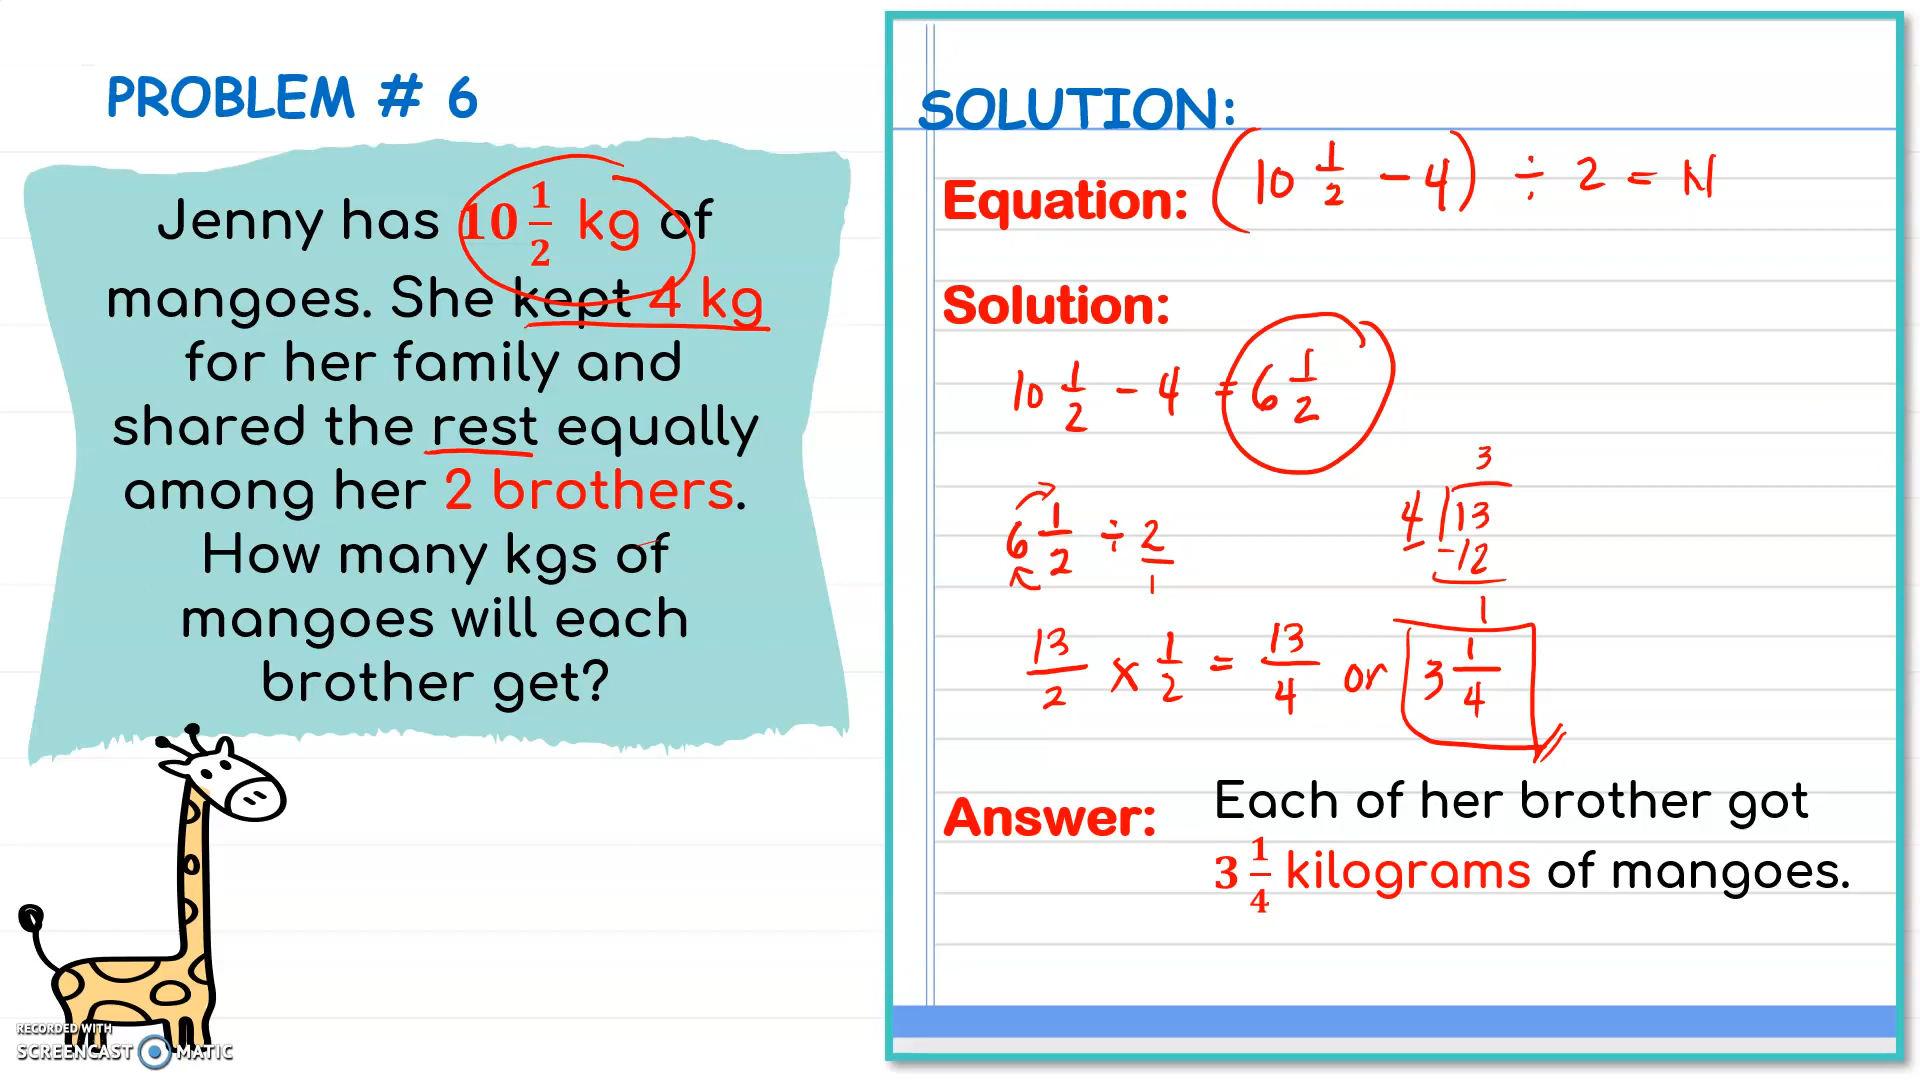 PROBLEM # 6
Jenny has 10 1/2 kg of
mangoes. She kept 4 kg
for her family and
shared the rest equally
among her 2 brothers.
How many kgs of
mangoes will each
brother get?
SOLUTION:
Equation: (10 1/2 - 4) ÷ 2 = N
Solution:
10 1/2 - 4 = 6 1/2
6 1/2 ÷ 2/1
3
4 13
-12
1
13/2 x 1/2 = 13/4 or 3 1/4
Answer: Each of her brother got
3 1/4 kilograms of mangoes.
RECORDED WITH
SCREENCAST MATIC